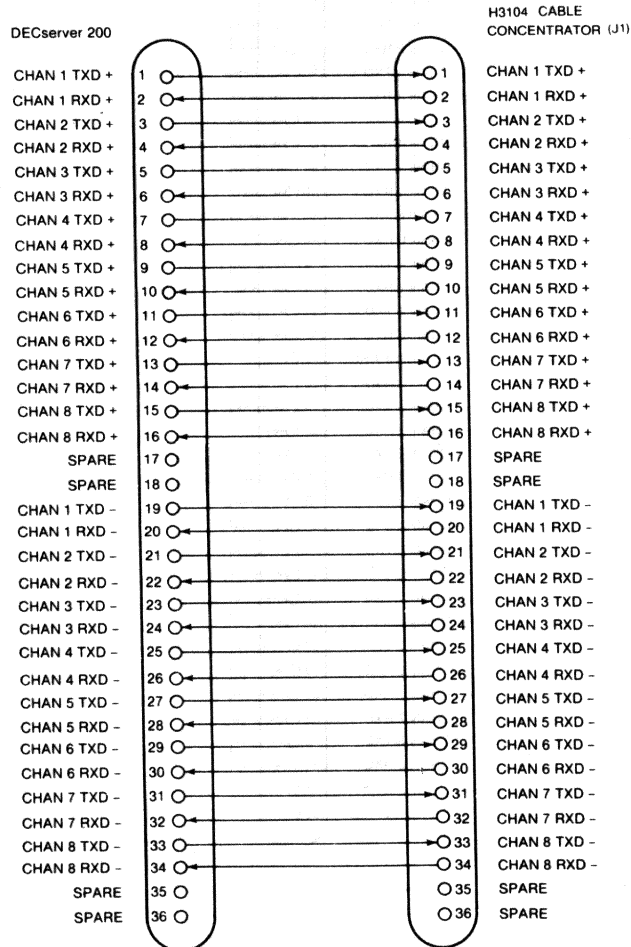 H3104 CABLE
DECserver 200 CONCENTRATOR (J1)
CHAN 1 TXD + 1 1 CHAN 1 TXD +
CHAN 1 RXD + 2 2 CHAN 1 RXD +
CHAN 2 TXD + 3 3 CHAN 2 TXD +
CHAN 2 RXD + 4 4 CHAN 2 RXD +
CHAN 3 TXD + 5 5 CHAN 3 TXD +
CHAN 3 RXD + 6 6 CHAN 3 RXD +
CHAN 4 TXD + 7 7 CHAN 4 TXD +
CHAN 4 RXD + 8 8 CHAN 4 RXD +
CHAN 5 TXD + 9 9 CHAN 5 TXD +
CHAN 5 RXD + 10 10 CHAN 5 RXD +
CHAN 6 TXD + 11 11 CHAN 6 TXD +
CHAN 6 RXD + 12 12 CHAN 6 RXD +
CHAN 7 TXD + 13 13 CHAN 7 TXD +
CHAN 7 RXD + 14 14 CHAN 7 RXD +
CHAN 8 TXD + 15 15 CHAN 8 TXD +
CHAN 8 RXD + 16 16 CHAN 8 RXD +
SPARE 17 17 SPARE
SPARE 18 18 SPARE
CHAN 1 TXD – 19 19 CHAN 1 TXD –
CHAN 1 RXD – 20 20 CHAN 1 RXD –
CHAN 2 TXD – 21 21 CHAN 2 TXD –
CHAN 2 RXD – 22 22 CHAN 2 RXD –
CHAN 3 TXD – 23 23 CHAN 3 TXD –
CHAN 3 RXD – 24 24 CHAN 3 RXD –
CHAN 4 TXD – 25 25 CHAN 4 TXD –
CHAN 4 RXD – 26 26 CHAN 4 RXD –
CHAN 5 TXD – 27 27 CHAN 5 TXD –
CHAN 5 RXD – 28 28 CHAN 5 RXD –
CHAN 6 TXD – 29 29 CHAN 6 TXD –
CHAN 6 RXD – 30 30 CHAN 6 RXD –
CHAN 7 TXD – 31 31 CHAN 7 TXD –
CHAN 7 RXD – 32 32 CHAN 7 RXD –
CHAN 8 TXD – 33 33 CHAN 8 TXD –
CHAN 8 RXD – 34 34 CHAN 8 RXD –
SPARE 35 35 SPARE
SPARE 36 36 SPARE